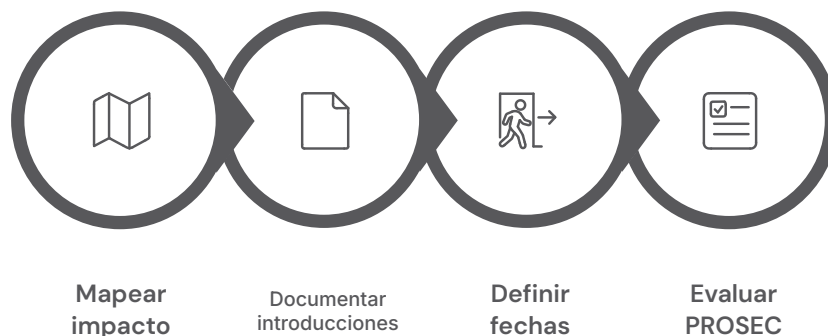 Mapear
impacto
Documentar
introducciones
Definir
fechas
Evaluar
PROSEC